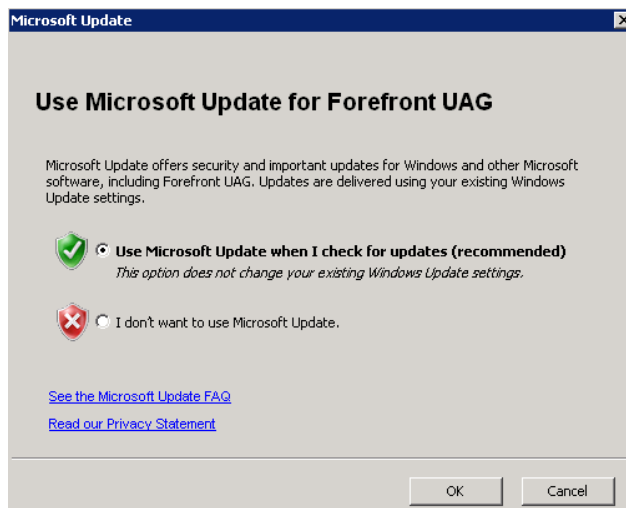 Microsoft Update
Use Microsoft Update for Forefront UAG
Microsoft Update offers security and important updates for Windows and other Microsoft
software, including Forefront UAG. Updates are delivered using your existing Windows
Update settings.
Use Microsoft Update when I check for updates (recommended)
This option does not change your existing Windows Update settings.
I don't want to use Microsoft Update.
See the Microsoft Update FAQ
Read our Privacy Statement
OK
Cancel